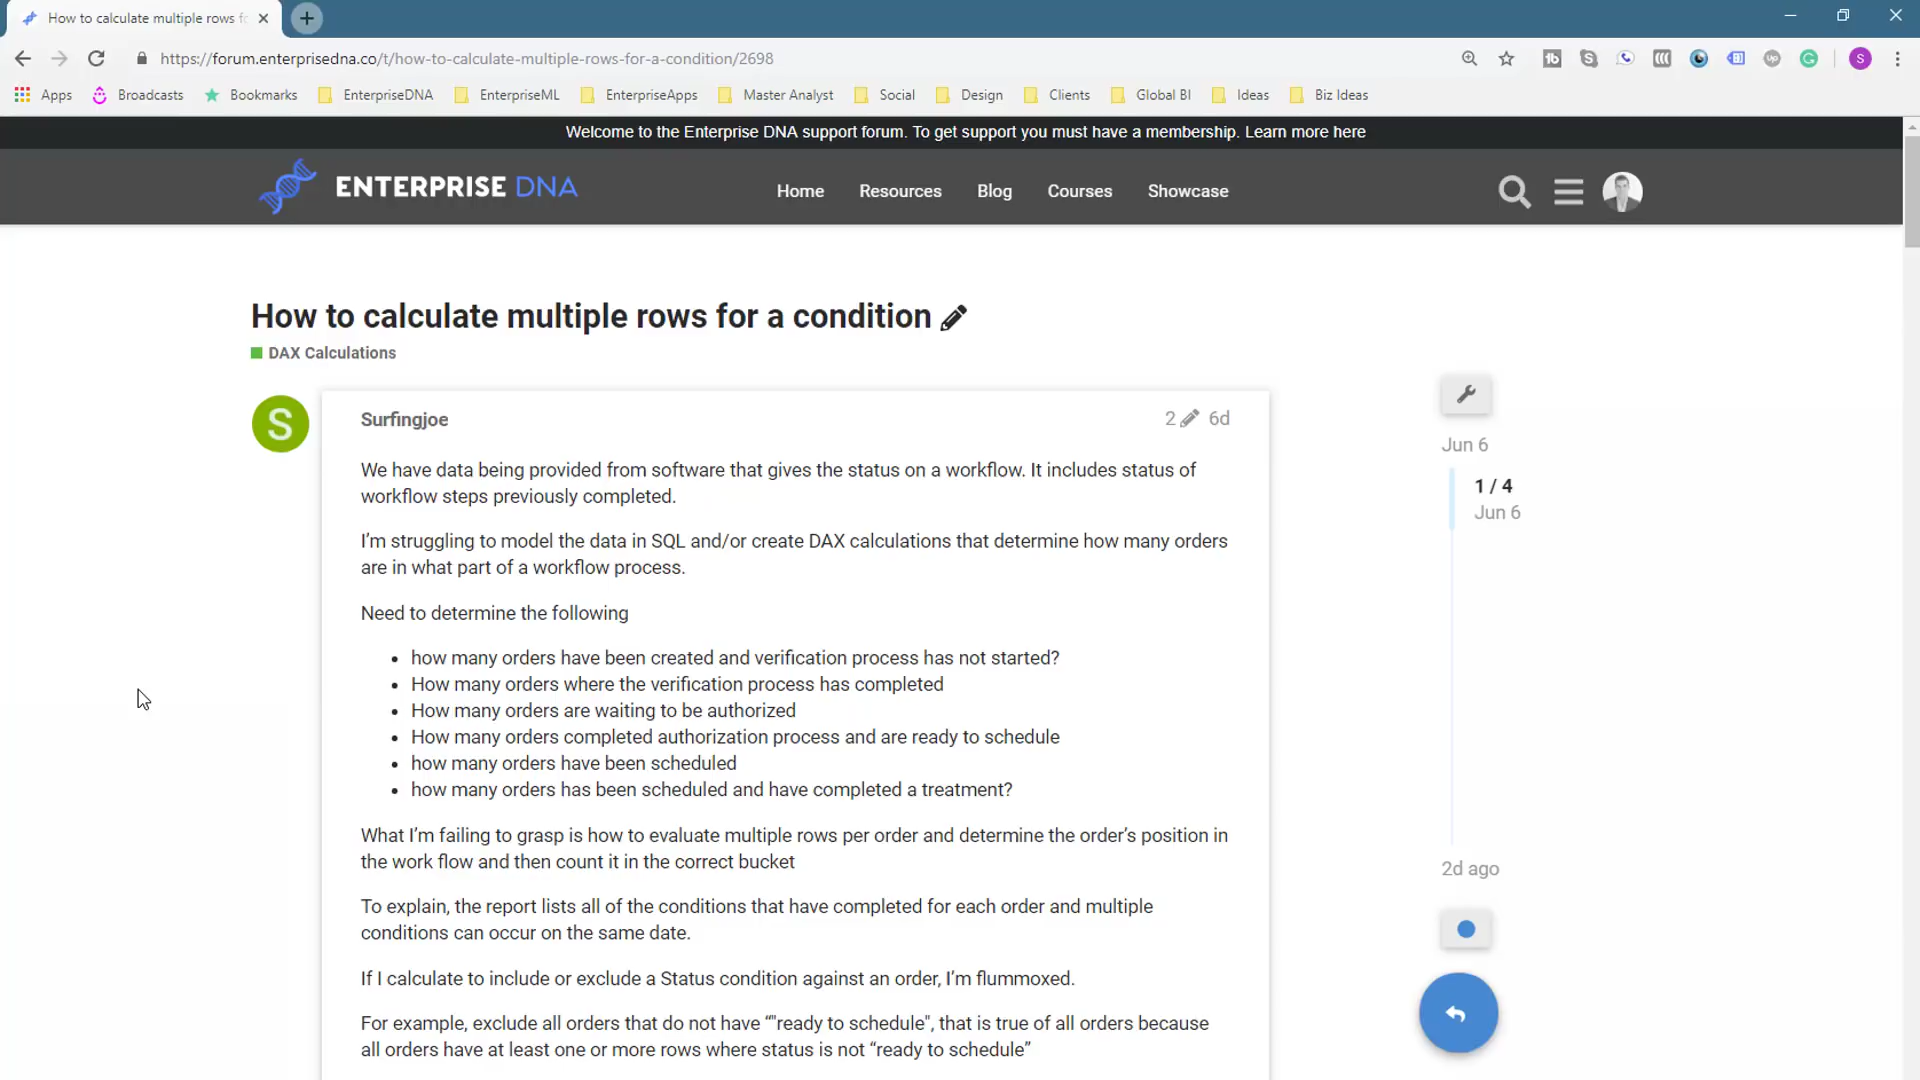 How to calculate multiple rows fo
https://forum.enterprisedna.co/t/how-to-calculate-multiple-rows-for-a-condition/2698
S
Apps Broadcasts Bookmarks EnterpriseDNA EnterpriseML EnterpriseApps Master Analyst Social Design Clients Global BI Ideas Biz Ideas
Welcome to the Enterprise DNA support forum. To get support you must have a membership. Learn more here
ENTERPRISE DNA Home Resources Blog Courses Showcase
How to calculate multiple rows for a condition
DAX Calculations
S
Surfingjoe 2 6d
We have data being provided from software that gives the status on a workflow. It includes status of
workflow steps previously completed.
I’m struggling to model the data in SQL and/or create DAX calculations that determine how many orders
are in what part of a workflow process.
Need to determine the following
• how many orders have been created and verification process has not started?
• How many orders where the verification process has completed
• How many orders are waiting to be authorized
• How many orders completed authorization process and are ready to schedule
• how many orders have been scheduled
• how many orders has been scheduled and have completed a treatment?
What I’m failing to grasp is how to evaluate multiple rows per order and determine the order’s position in
the work flow and then count it in the correct bucket
To explain, the report lists all of the conditions that have completed for each order and multiple
conditions can occur on the same date.
If I calculate to include or exclude a Status condition against an order, I’m flummoxed.
For example, exclude all orders that do not have “"ready to schedule", that is true of all orders because
all orders have at least one or more rows where status is not “ready to schedule”
Jun 6
1 / 4
Jun 6
2d ago